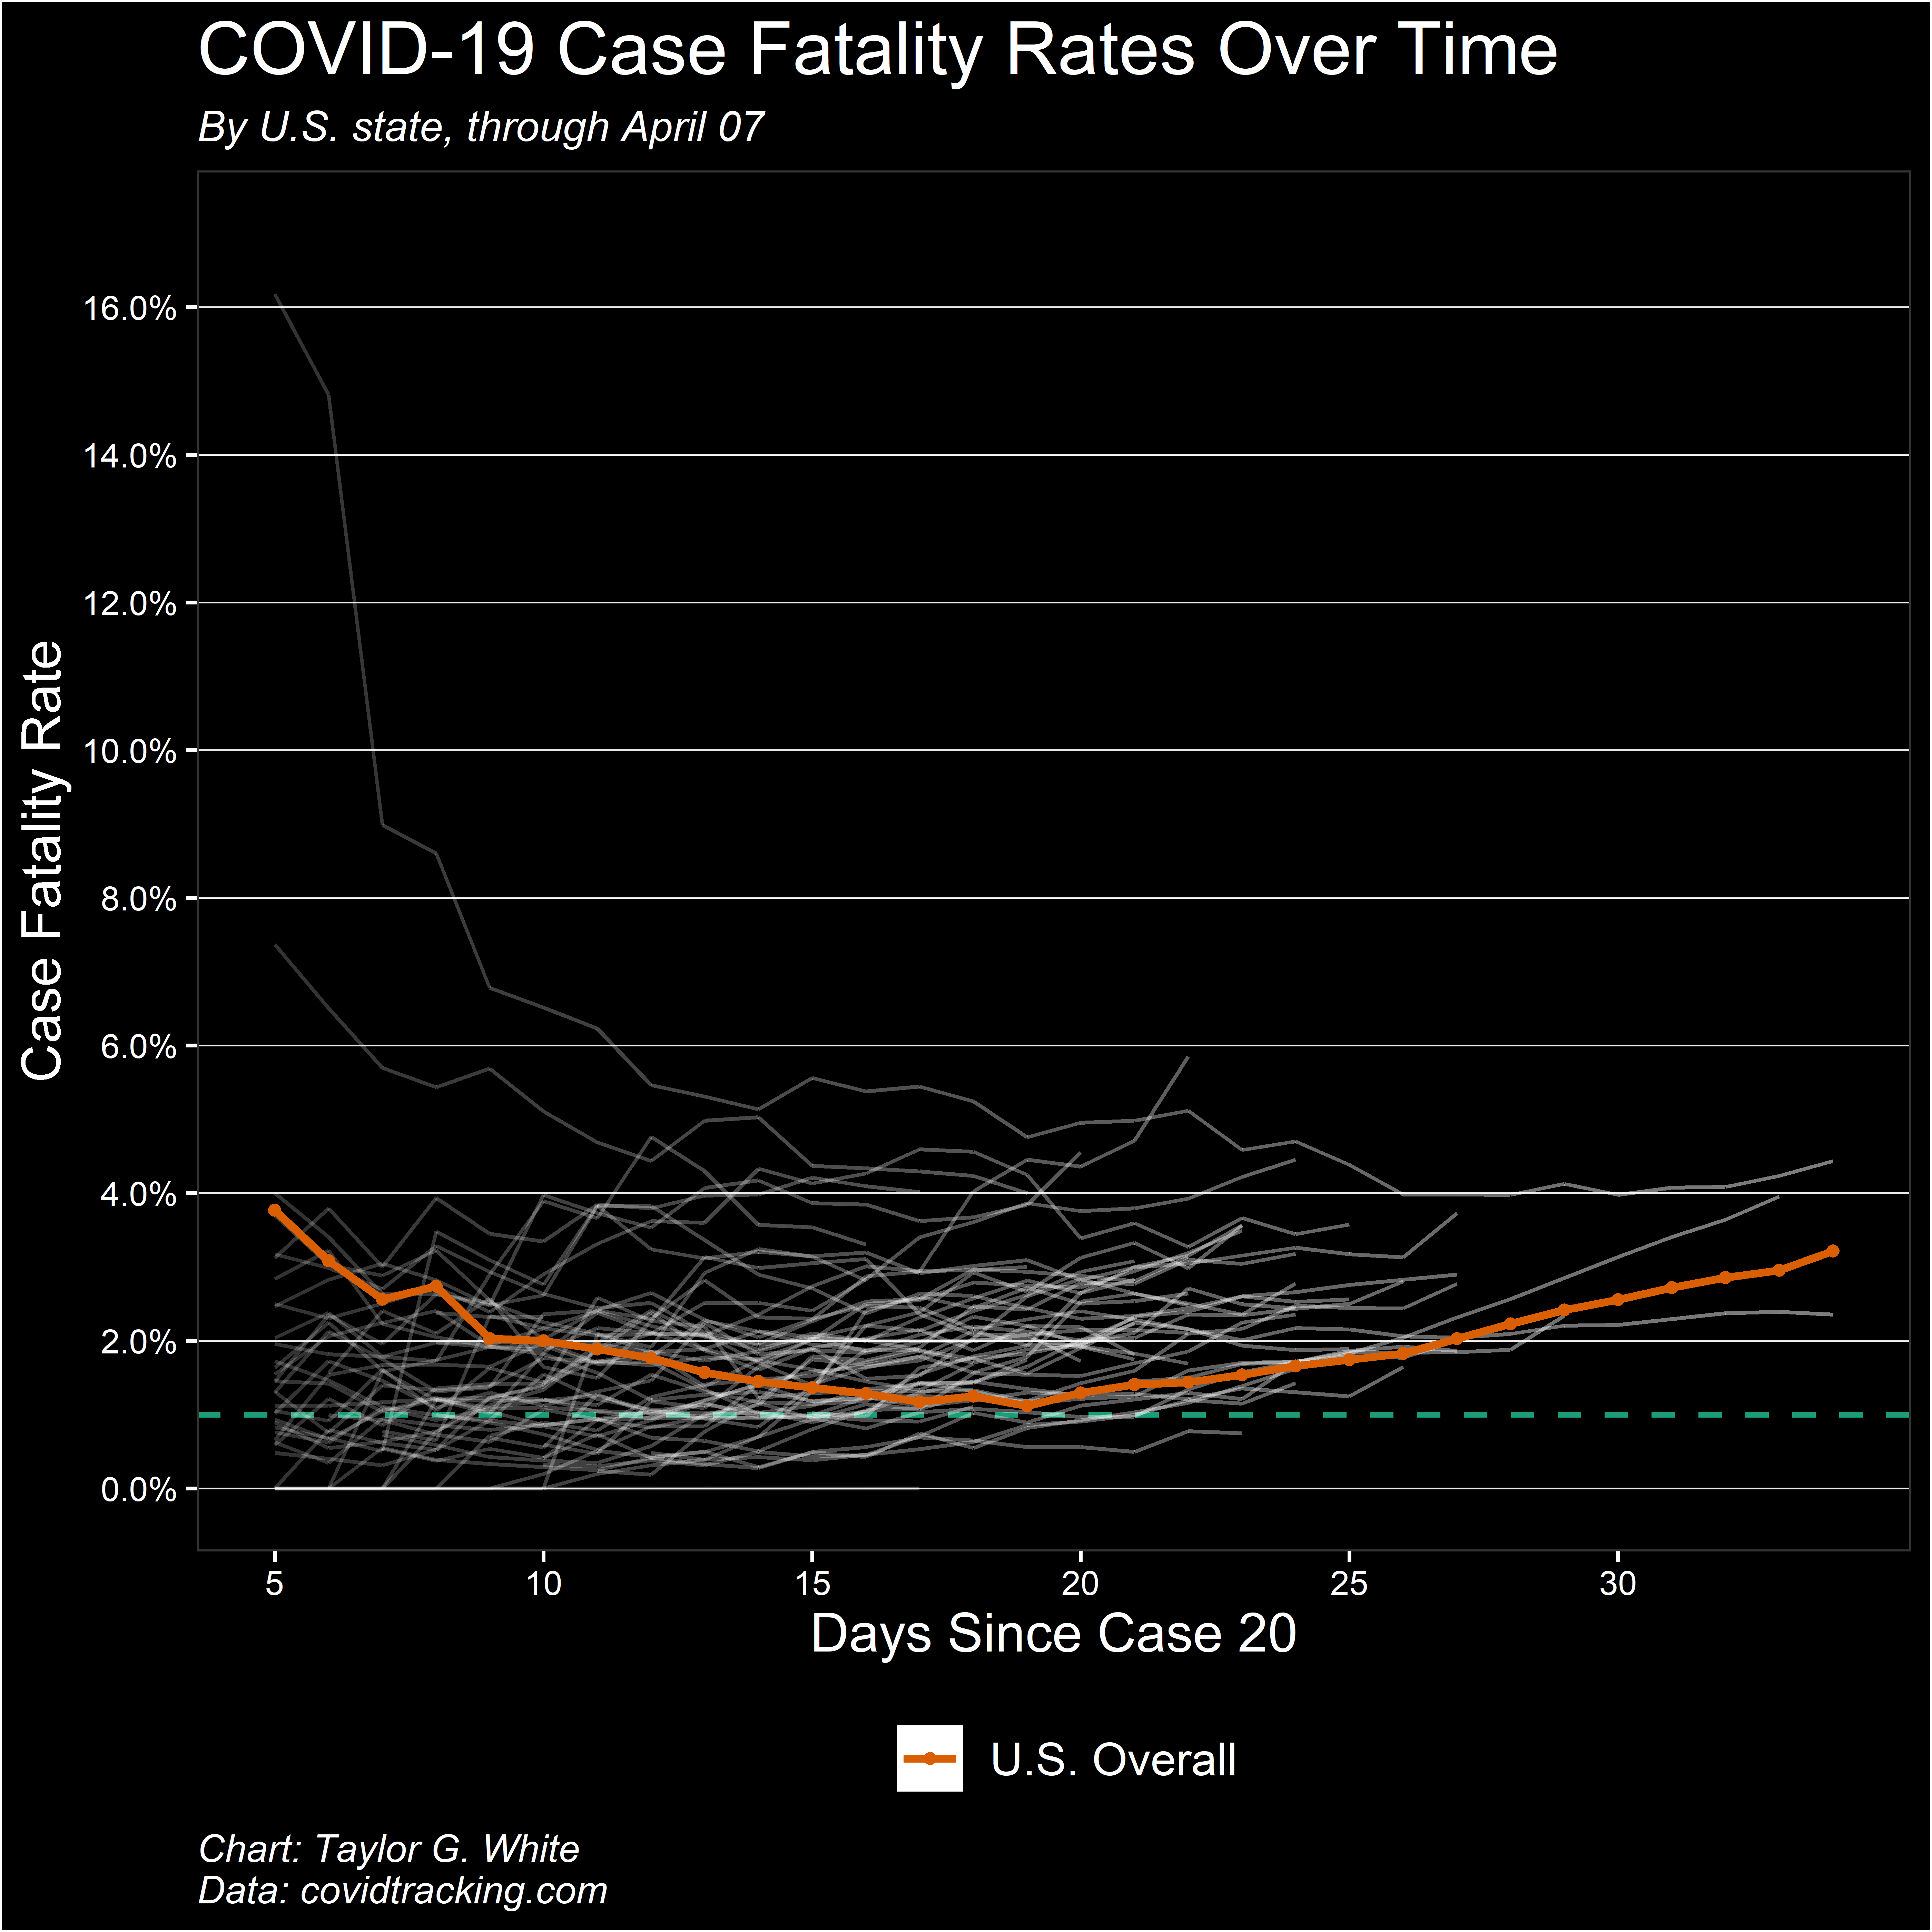 COVID-19 Case Fatality Rates Over Time
By U.S. state, through April 07
Case Fatality Rate
16.0%
14.0%
12.0%
10.0%
8.0%
6.0%
4.0%
2.0%
0.0%
5 10 15 20 25 30
Days Since Case 20
U.S. Overall
Chart: Taylor G. White
Data: covidtracking.com